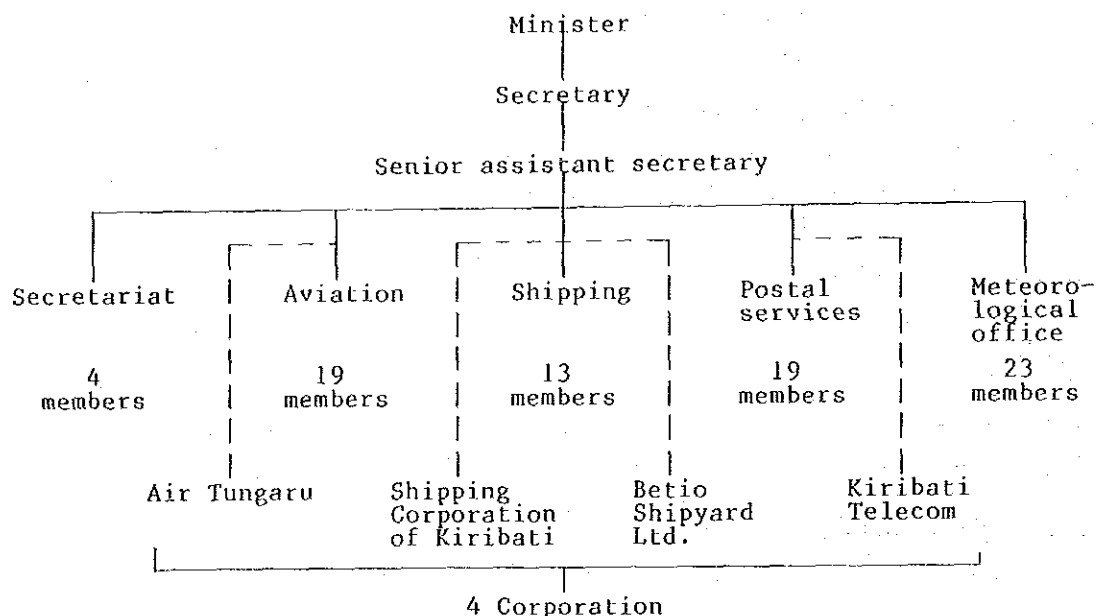 Minister
Secretary
Senior assistant secretary
Secretariat
Aviation
Shipping
Postal
services
Meteoro-
logical
office
4
members
19
members
13
members
19
members
23
members
Air Tungaru
Shipping
Corporation
of Kiribati
Betio
Shipyard
Ltd.
Kiribati
Telecom
4 Corporation